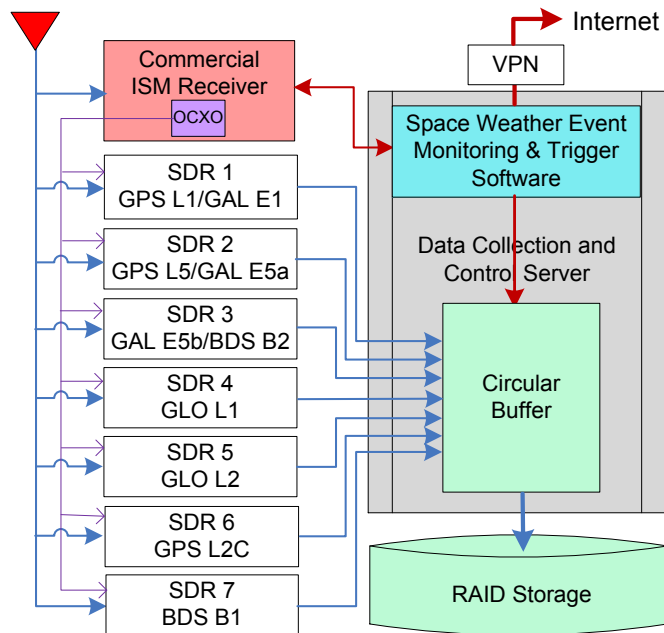 Internet
VPN
Commercial
ISM Receiver
OCXO
Space Weather Event
Monitoring & Trigger
Software
SDR 1
GPS L1/GAL E1
SDR 2
GPS L5/GAL E5a
SDR 3
GAL E5b/BDS B2
SDR 4
GLO L1
SDR 5
GLO L2
SDR 6
GPS L2C
SDR 7
BDS B1
Data Collection and
Control Server
Circular
Buffer
RAID Storage